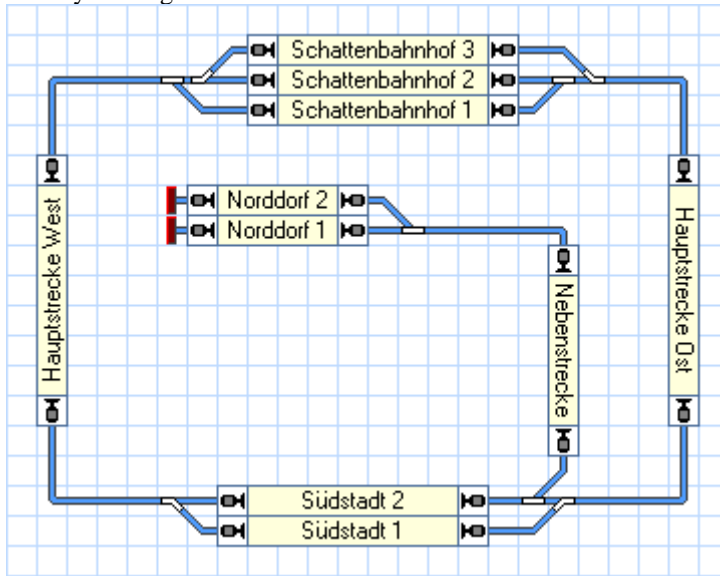 Schattenbahnhof 3
Schattenbahnhof 2
Schattenbahnhof 1
Hauptstrecke West
Norddorf 2
Norddorf 1
Nebenstrecke
Hauptstrecke Ost
Südstadt 2
Südstadt 1